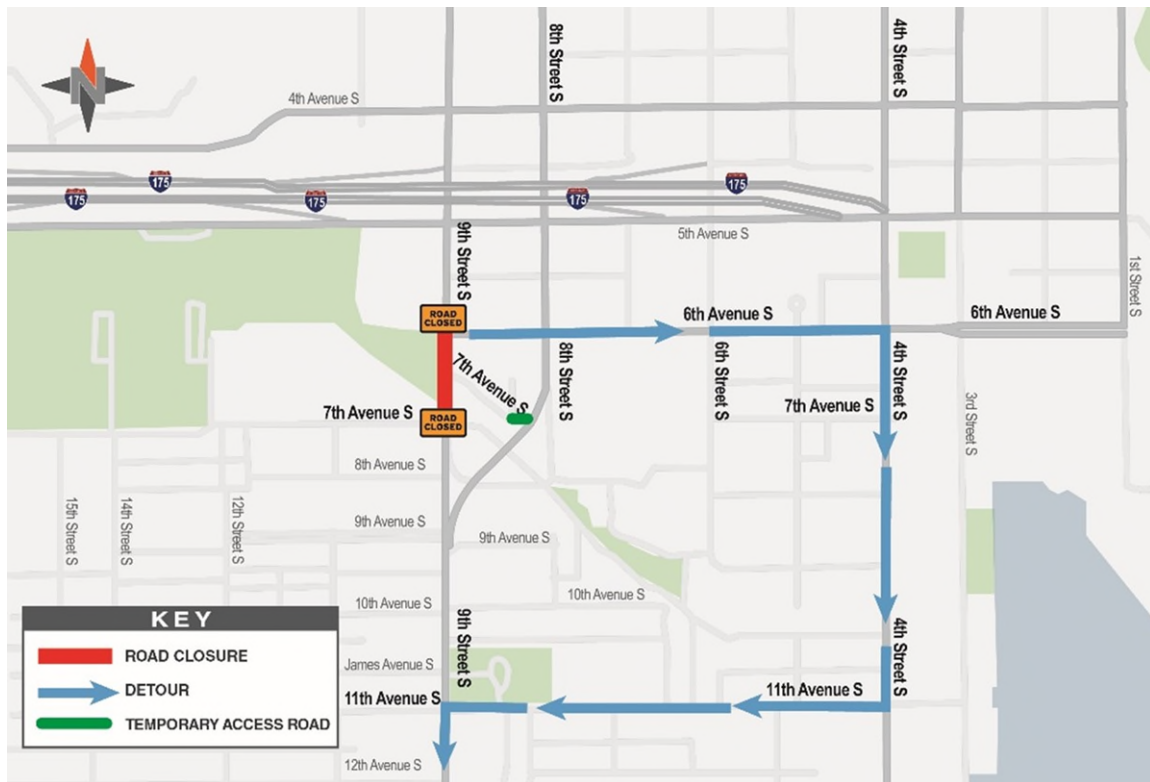 8th Street S
4th Street S
N
4th Avenue S
175
175
175
175
175
5th Avenue S
9th Street S
1st Street S
ROAD
CLOSED
6th Avenue S
6th Avenue S
7th Avenue S
8th Street S
6th Street S
4th Street S
7th Avenue S
ROAD
CLOSED
7th Avenue S
3rd Street S
8th Avenue S
15th Street S
14th Street S
12th Street S
9th Avenue S
9th Avenue S
10th Avenue S
10th Avenue S
9th Street S
4th Street S
James Avenue S
11th Avenue S
11th Avenue S
12th Avenue S
KEY
ROAD CLOSURE
DETOUR
TEMPORARY ACCESS ROAD